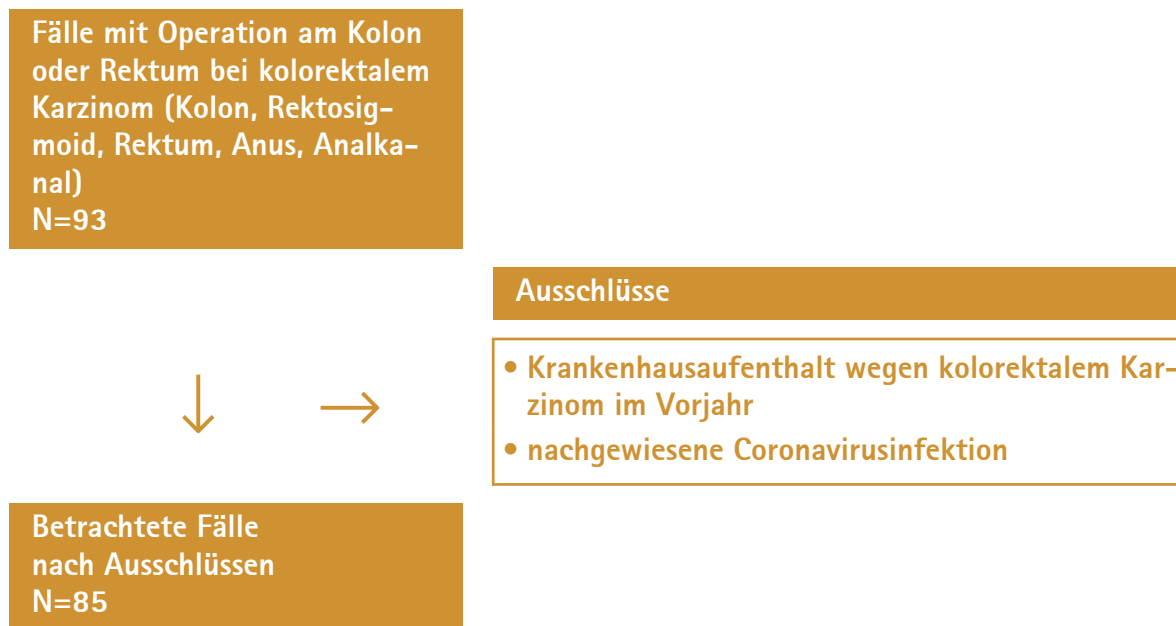 Fälle mit Operation am Kolon
oder Rektum bei kolorektalem
Karzinom (Kolon, Rektosig-
moid, Rektum, Anus, Analka-
nal)
N=93
Ausschlüsse
• Krankenhausaufenthalt wegen kolorektalem Kar-
zinom im Vorjahr
• nachgewiesene Coronavirusinfektion
Betrachtete Fälle
nach Ausschlüssen
N=85